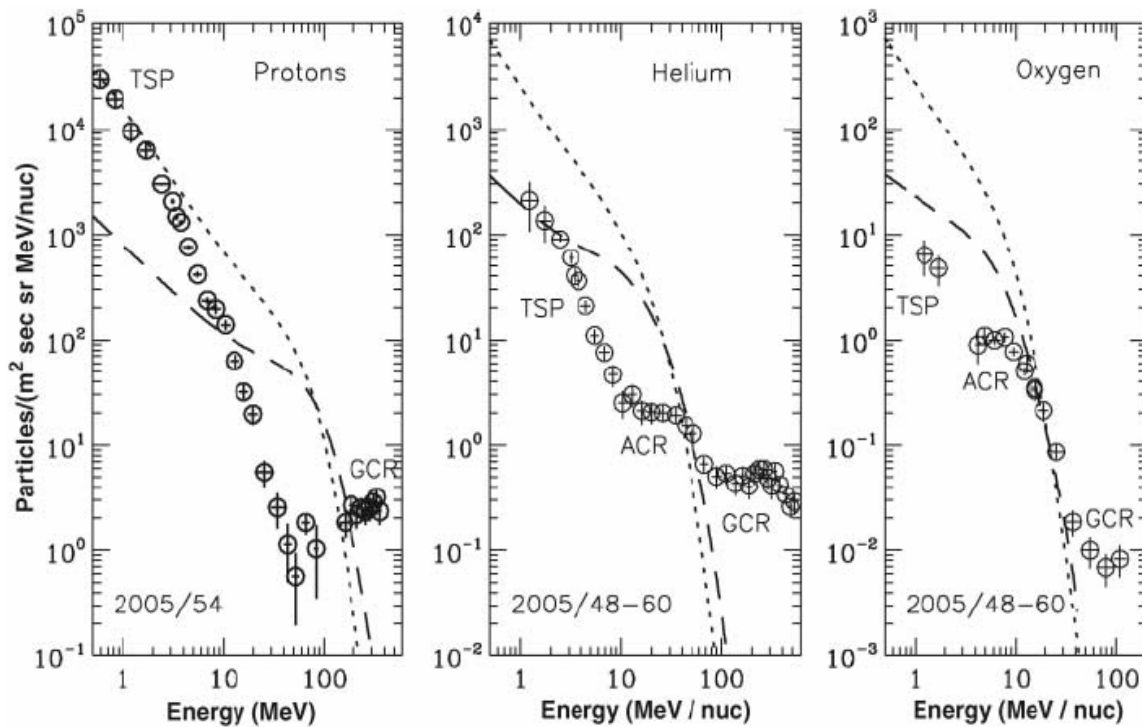 Protons
TSP
GCR
2005/54
10⁵
10⁴
10³
10²
10¹
10⁰
10⁻¹
1
10
100
Energy (MeV)
Particles/(m² sec sr MeV/nuc)
Helium
TSP
ACR
GCR
2005/48-60
10⁴
10³
10²
10¹
10⁰
10⁻¹
10⁻²
1
10
100
Energy (MeV / nuc)
Oxygen
TSP
ACR
GCR
2005/48-60
10³
10²
10¹
10⁰
10⁻¹
10⁻²
10⁻³
1
10
100
Energy (MeV / nuc)